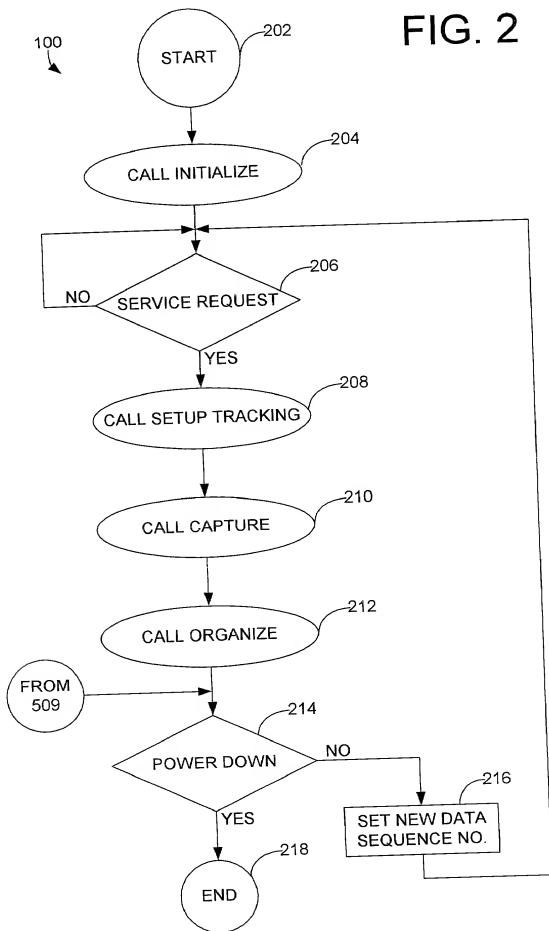 FIG. 2
100
START
202
CALL INITIALIZE
204
SERVICE REQUEST
206
NO
YES
CALL SETUP TRACKING
208
CALL CAPTURE
210
CALL ORGANIZE
212
FROM
509
POWER DOWN
214
NO
YES
SET NEW DATA
SEQUENCE NO.
216
END
218